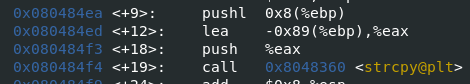 0x080484ea <+9>: pushl 0x8(%ebp)
0x080484ed <+12>: lea -0x89(%ebp),%eax
0x080484f3 <+18>: push %eax
0x080484f4 <+19>: call 0x8048360 <strcpy@plt>